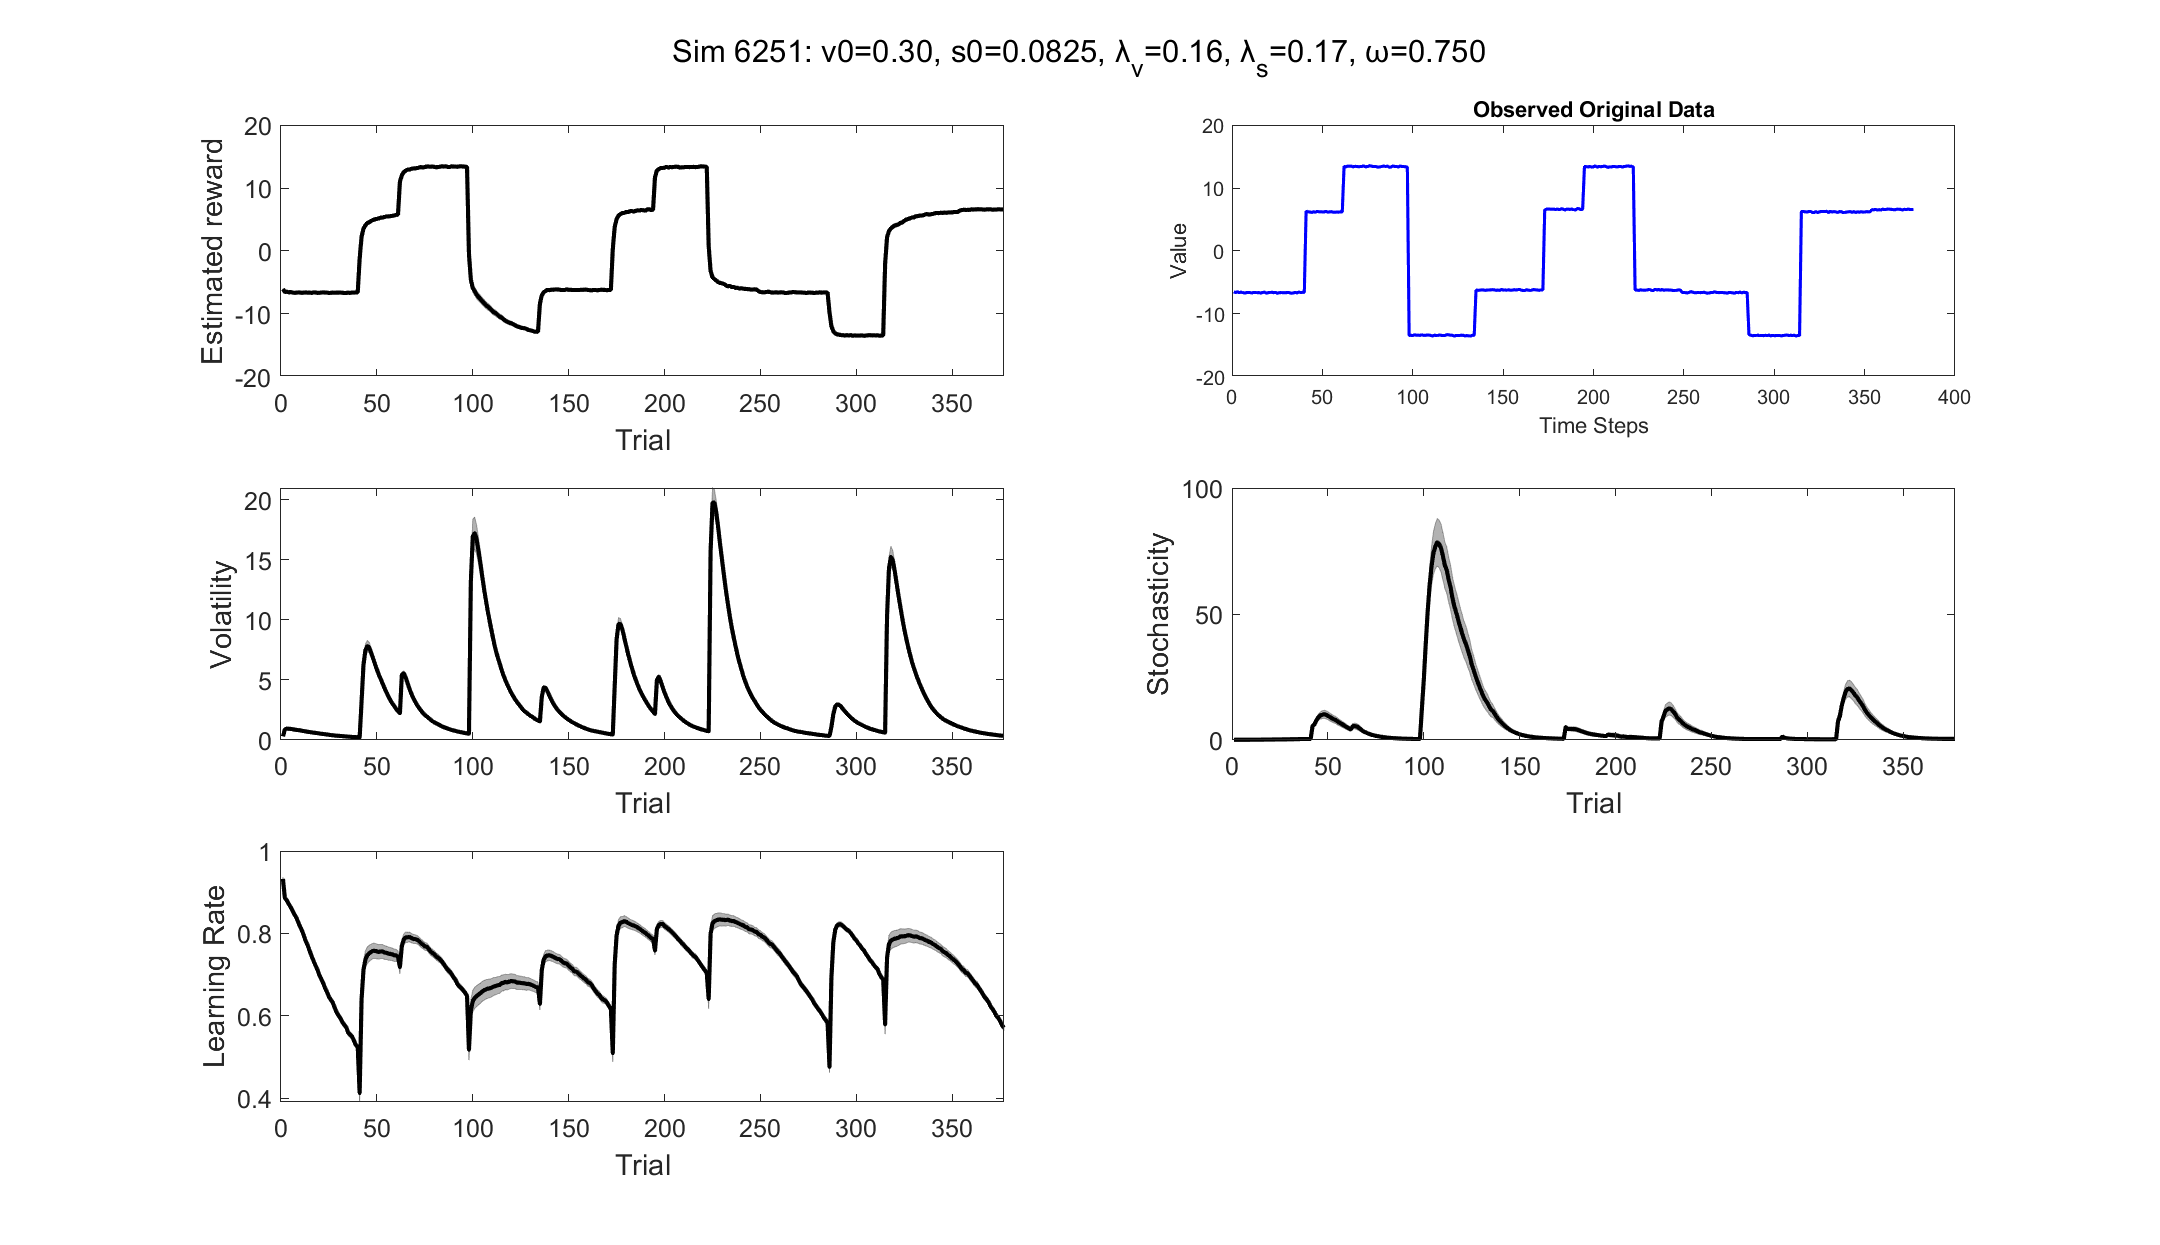 Sim 6251: v0=0.30, s0=0.0825, λ_v=0.16, λ_s=0.17, ω=0.750
Estimated reward
20
10
0
-10
-20
0 50 100 150 200 250 300 350
Trial
Observed Original Data
Value
20
10
0
-10
-20
0 50 100 150 200 250 300 350 400
Time Steps
Volatility
20
15
10
5
0
0 50 100 150 200 250 300 350
Trial
Stochasticity
100
50
0
0 50 100 150 200 250 300 350
Trial
Learning Rate
1
0.8
0.6
0.4
0 50 100 150 200 250 300 350
Trial